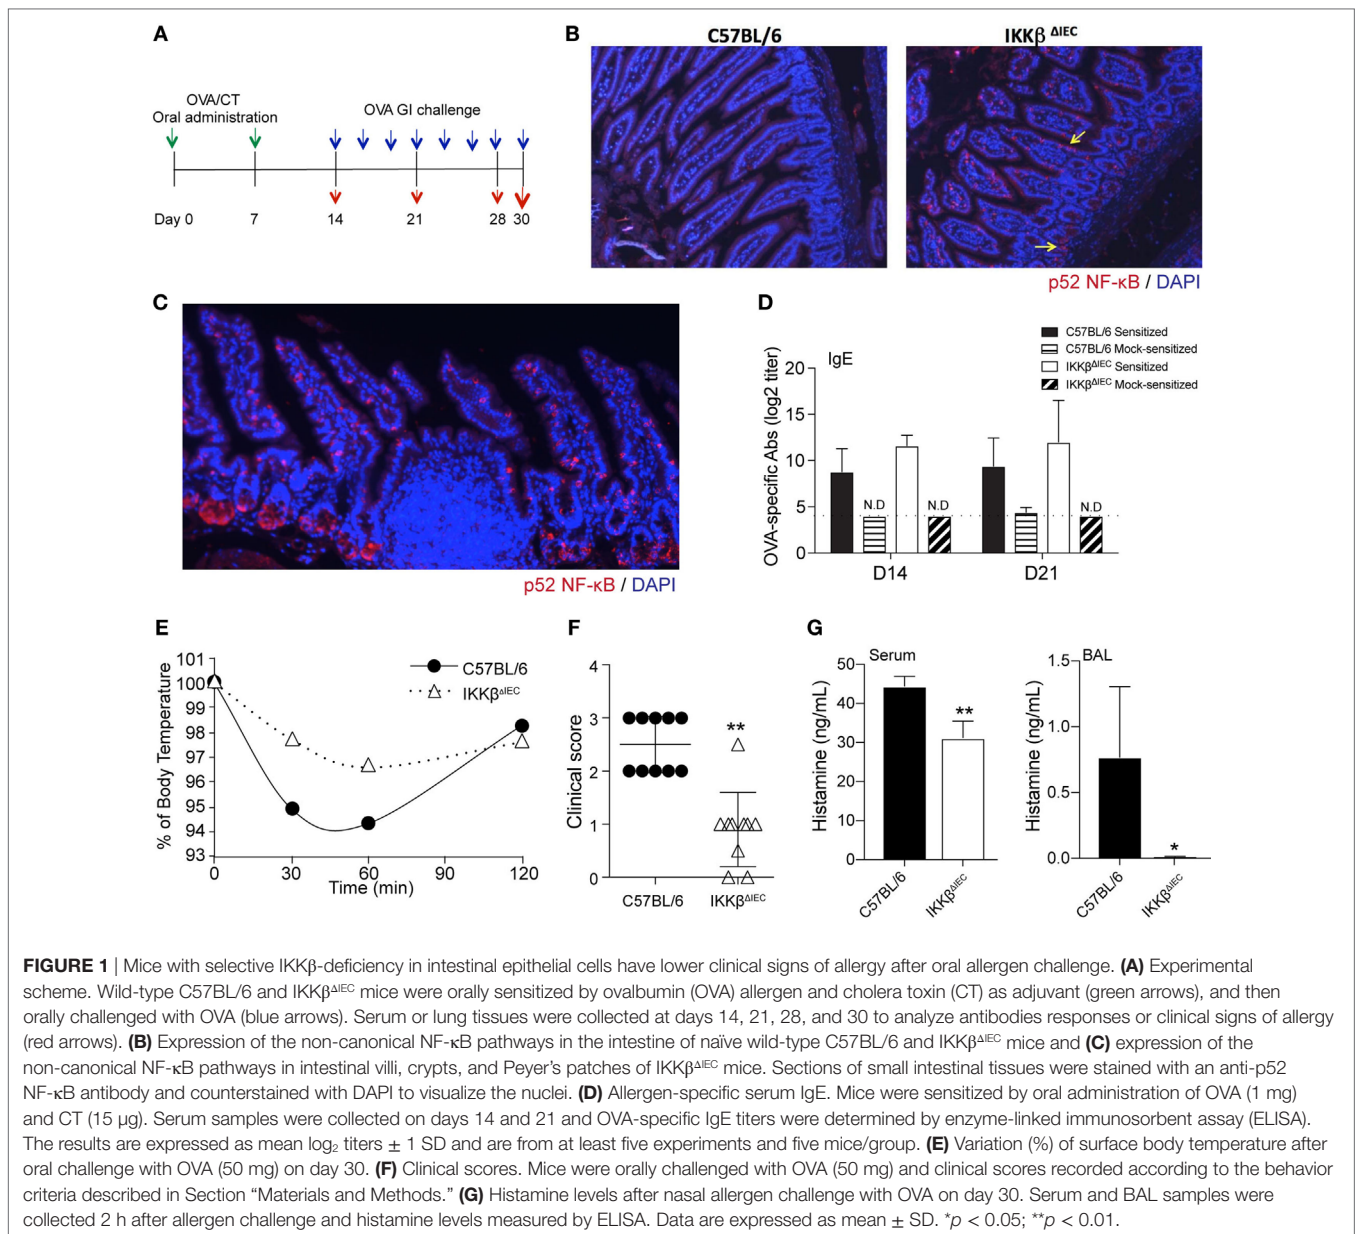 A
OVA/CT
Oral administration
OVA GI challenge
Day 0 7 14 21 28 30
B
C57BL/6
IKKβ ΔIEC
p52 NF-κB / DAPI
C
p52 NF-κB / DAPI
D
C57BL/6 Sensitized
C57BL/6 Mock-sensitized
IKKβΔIEC Sensitized
IKKβΔIEC Mock-sensitized
IgE
OVA-specific Abs (log2 titer)
20
15
10
5
0
N.D N.D N.D
D14 D21
E
C57BL/6
IKKβΔIEC
% of Body Temperature
101
100
99
98
97
96
95
94
93
0 30 60 90 120
Time (min)
F
Clinical score
4
3
2
1
0
**
C57BL/6 IKKβΔIEC
G
Serum
Histamine (ng/mL)
50
40
30
20
10
0
**
C57BL/6 IKKβΔIEC
BAL
Histamine (ng/mL)
1.5
1.0
0.5
0.0
*
C57BL/6 IKKβΔIEC
FIGURE 1 | Mice with selective IKKβ-deficiency in intestinal epithelial cells have lower clinical signs of allergy after oral allergen challenge. (A) Experimental
scheme. Wild-type C57BL/6 and IKKβΔIEC mice were orally sensitized by ovalbumin (OVA) allergen and cholera toxin (CT) as adjuvant (green arrows), and then
orally challenged with OVA (blue arrows). Serum or lung tissues were collected at days 14, 21, 28, and 30 to analyze antibodies responses or clinical signs of allergy
(red arrows). (B) Expression of the non-canonical NF-κB pathways in the intestine of naïve wild-type C57BL/6 and IKKβΔIEC mice and (C) expression of the
non-canonical NF-κB pathways in intestinal villi, crypts, and Peyer's patches of IKKβΔIEC mice. Sections of small intestinal tissues were stained with an anti-p52
NF-κB antibody and counterstained with DAPI to visualize the nuclei. (D) Allergen-specific serum IgE. Mice were sensitized by oral administration of OVA (1 mg)
and CT (15 µg). Serum samples were collected on days 14 and 21 and OVA-specific IgE titers were determined by enzyme-linked immunosorbent assay (ELISA).
The results are expressed as mean log₂ titers ± 1 SD and are from at least five experiments and five mice/group. (E) Variation (%) of surface body temperature after
oral challenge with OVA (50 mg) on day 30. (F) Clinical scores. Mice were orally challenged with OVA (50 mg) and clinical scores recorded according to the behavior
criteria described in Section "Materials and Methods." (G) Histamine levels after nasal allergen challenge with OVA on day 30. Serum and BAL samples were
collected 2 h after allergen challenge and histamine levels measured by ELISA. Data are expressed as mean ± SD. *p < 0.05; **p < 0.01.